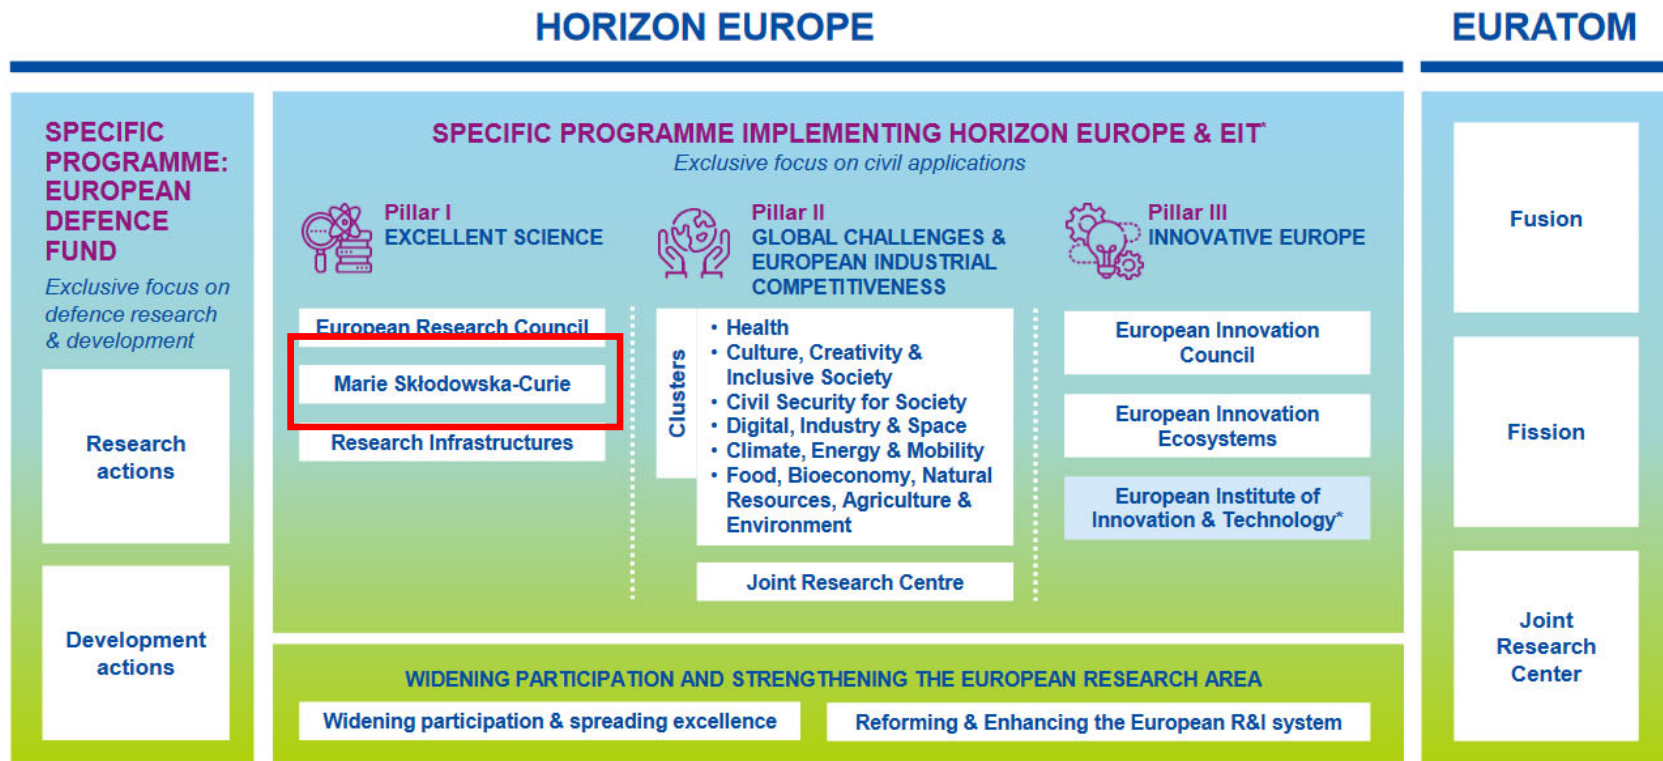 HORIZON EUROPE
EURATOM
SPECIFIC
PROGRAMME:
EUROPEAN
DEFENCE
FUND
Exclusive focus on
defence research
& development
Research
actions
Development
actions
SPECIFIC PROGRAMME IMPLEMENTING HORIZON EUROPE & EIT*
Exclusive focus on civil applications
Pillar I
EXCELLENT SCIENCE
European Research Council
Marie Skłodowska-Curie
Research Infrastructures
Pillar II
GLOBAL CHALLENGES &
EUROPEAN INDUSTRIAL
COMPETITIVENESS
Clusters
• Health
• Culture, Creativity &
Inclusive Society
• Civil Security for Society
• Digital, Industry & Space
• Climate, Energy & Mobility
• Food, Bioeconomy, Natural
Resources, Agriculture &
Environment
Joint Research Centre
Pillar III
INNOVATIVE EUROPE
European Innovation
Council
European Innovation
Ecosystems
European Institute of
Innovation & Technology*
WIDENING PARTICIPATION AND STRENGTHENING THE EUROPEAN RESEARCH AREA
Widening participation & spreading excellence
Reforming & Enhancing the European R&I system
Fusion
Fission
Joint
Research
Center